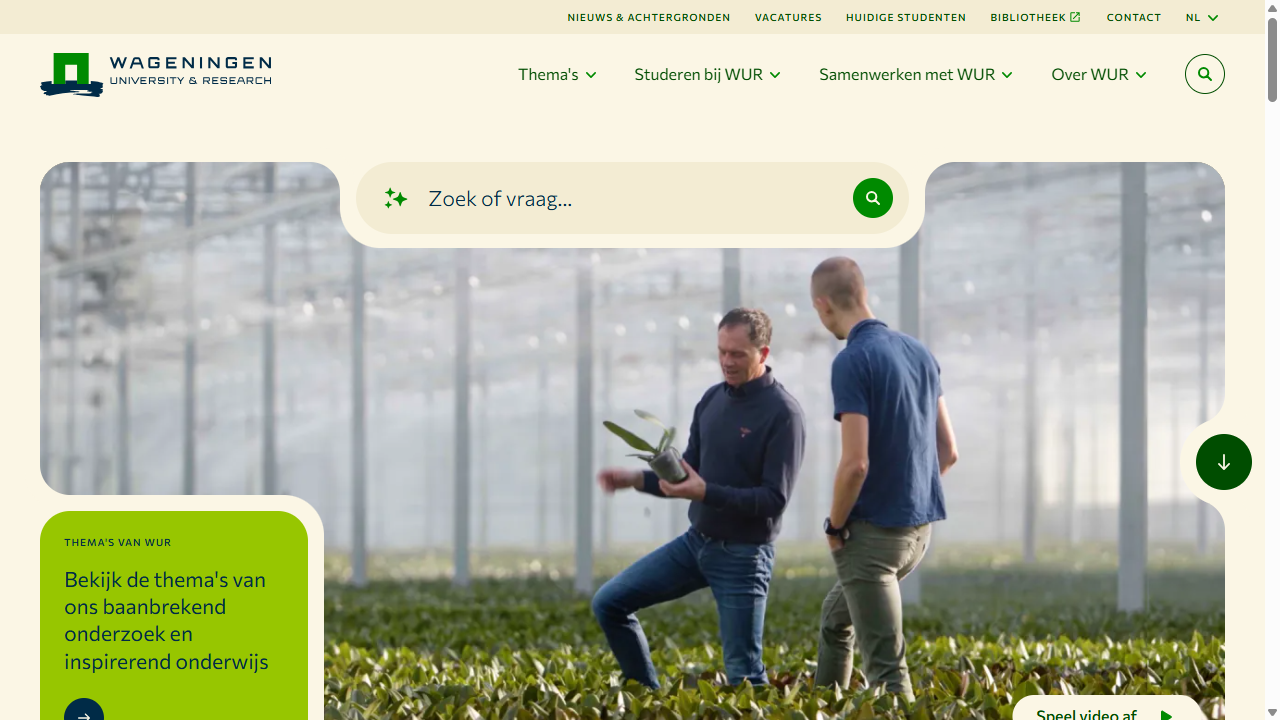 NIEUWS & ACHTERGRONDEN VACATURES HUIDIGE STUDENTEN BIBLIOTHEEK CONTACT NL
WAGENINGEN
UNIVERSITY & RESEARCH
Thema's Studeren bij WUR Samenwerken met WUR Over WUR
Zoek of vraag...
THEMA'S VAN WUR
Bekijk de thema's van
ons baanbrekend
onderzoek en
inspirerend onderwijs
Speel video af